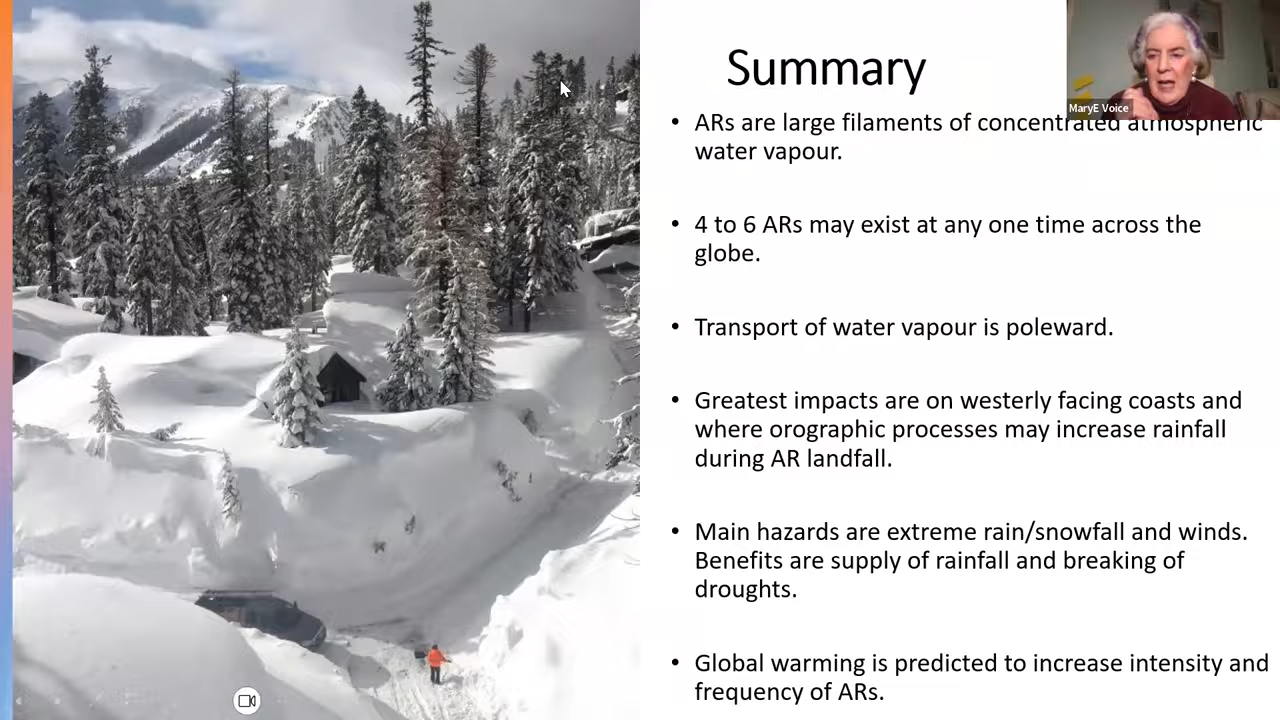 Summary
MaryE Voice
• ARs are large filaments of concentrated atmospheric
water vapour.
• 4 to 6 ARs may exist at any one time across the
globe.
• Transport of water vapour is poleward.
• Greatest impacts are on westerly facing coasts and
where orographic processes may increase rainfall
during AR landfall.
• Main hazards are extreme rain/snowfall and winds.
Benefits are supply of rainfall and breaking of
droughts.
• Global warming is predicted to increase intensity and
frequency of ARs.